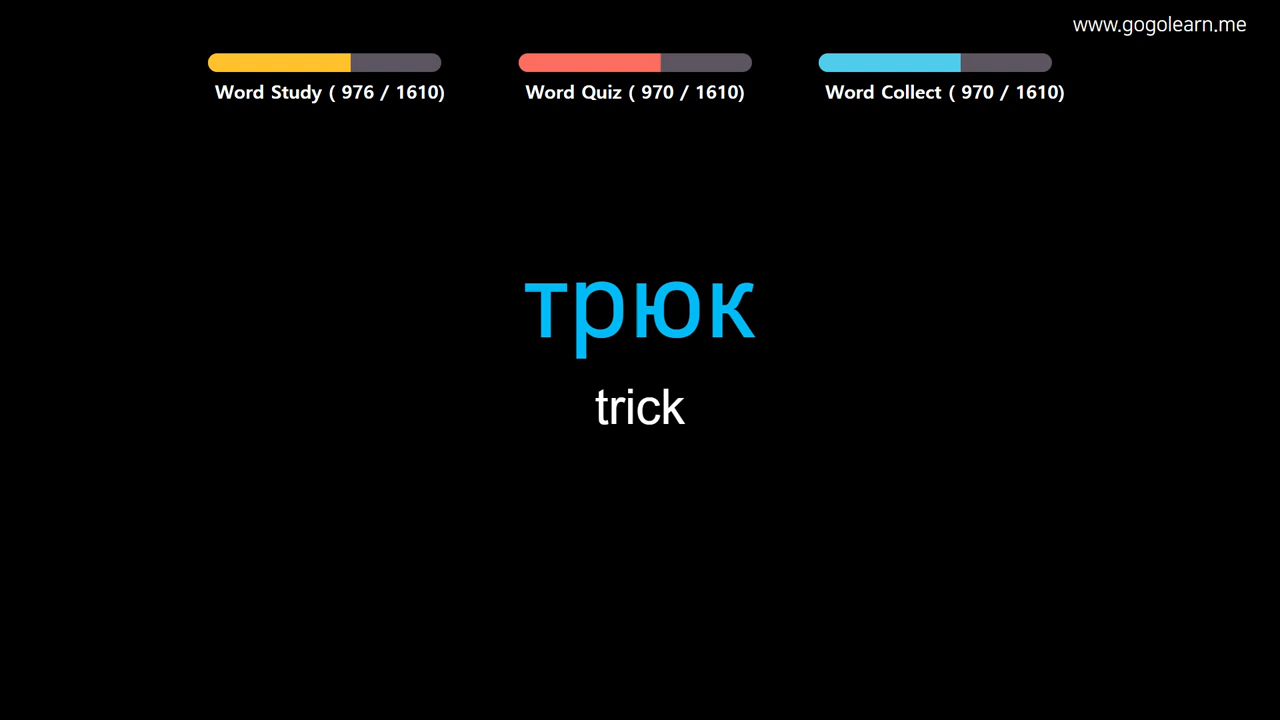 www.gogolearn.me
Word Study ( 976 / 1610)
Word Quiz ( 970 / 1610)
Word Collect ( 970 / 1610)
трюк
trick